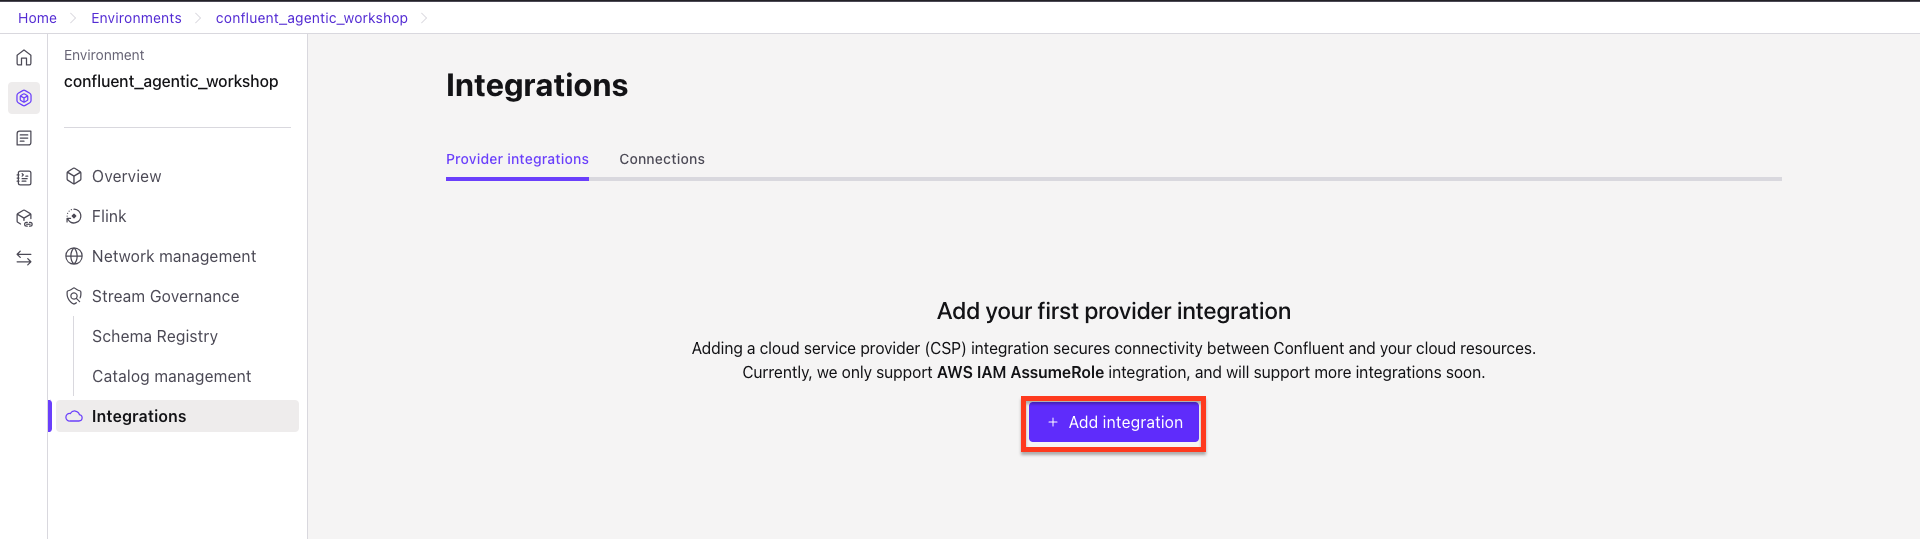 Home
Environments
confluent_agentic_workshop
Environment
confluent_agentic_workshop
Overview
Flink
Network management
Stream Governance
Schema Registry
Catalog management
Integrations
Integrations
Provider integrations
Connections
Add your first provider integration
Adding a cloud service provider (CSP) integration secures connectivity between Confluent and your cloud resources.
Currently, we only support AWS IAM AssumeRole integration, and will support more integrations soon.
+ Add integration